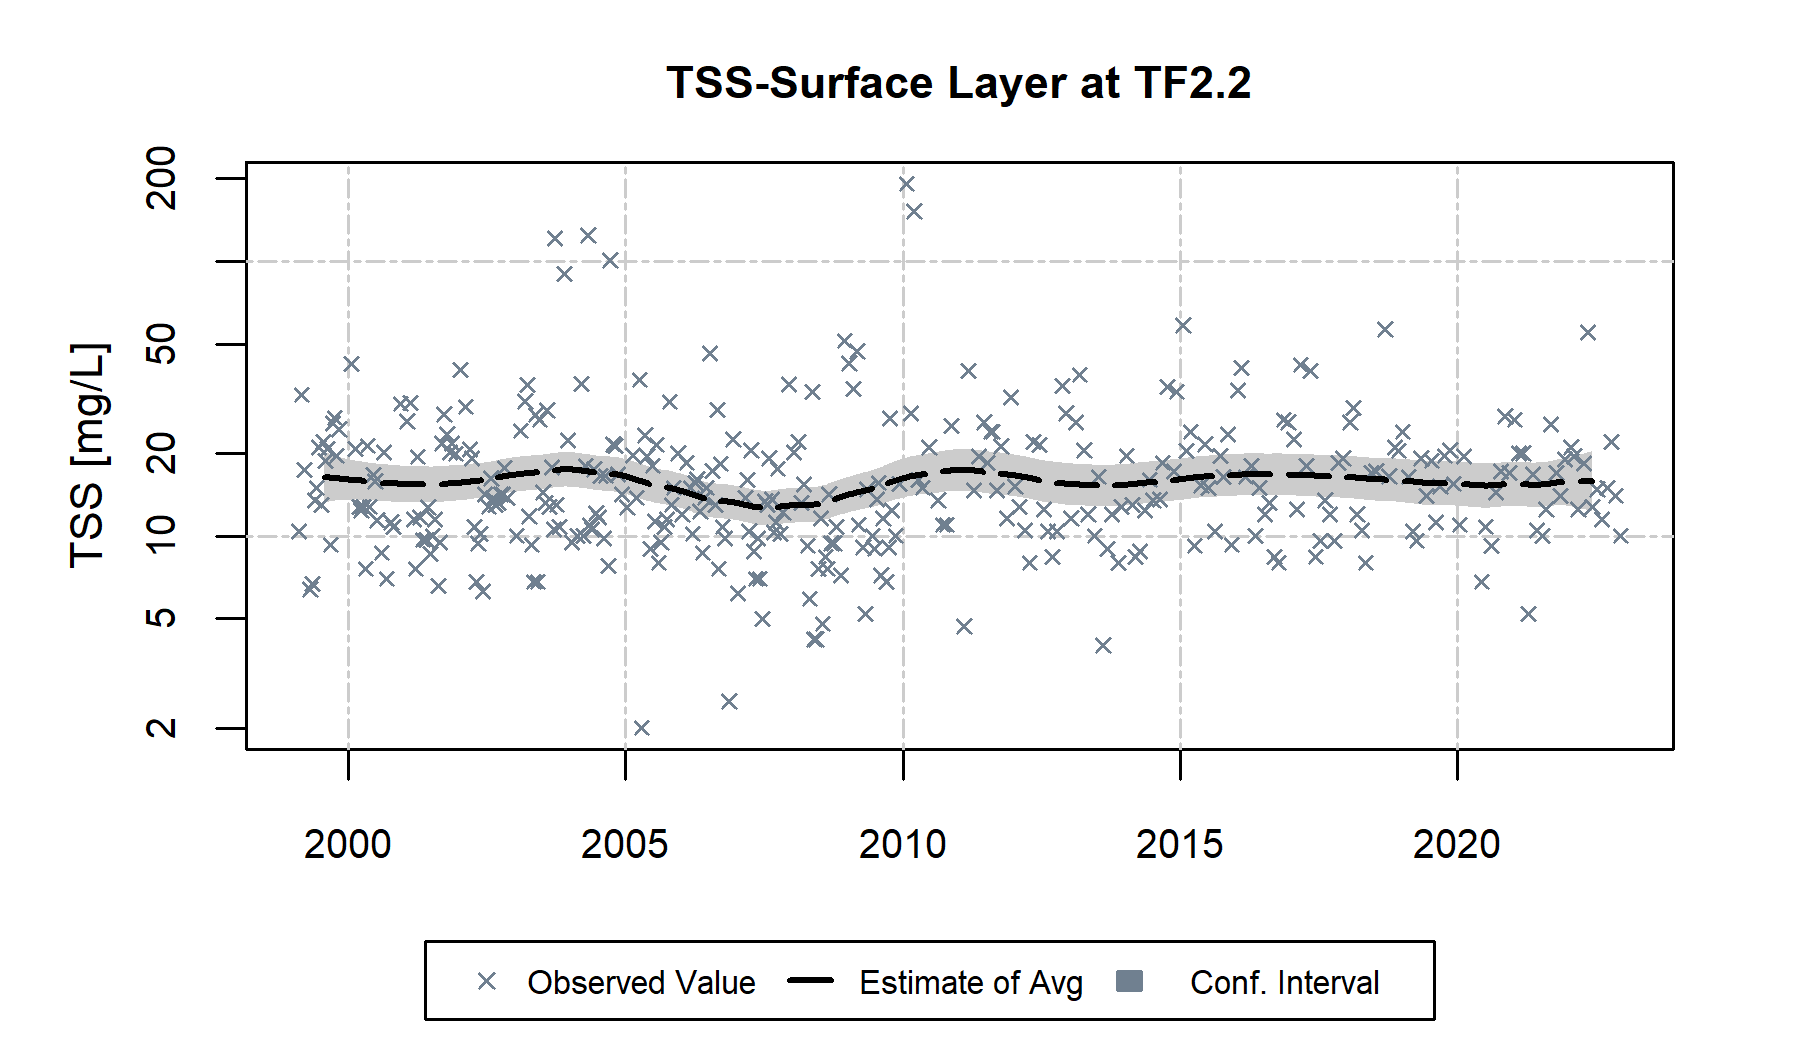 TSS-Surface Layer at TF2.2
TSS [mg/L]
200
50
20
10
5
2
2000 2005 2010 2015 2020
Observed Value Estimate of Avg Conf. Interval